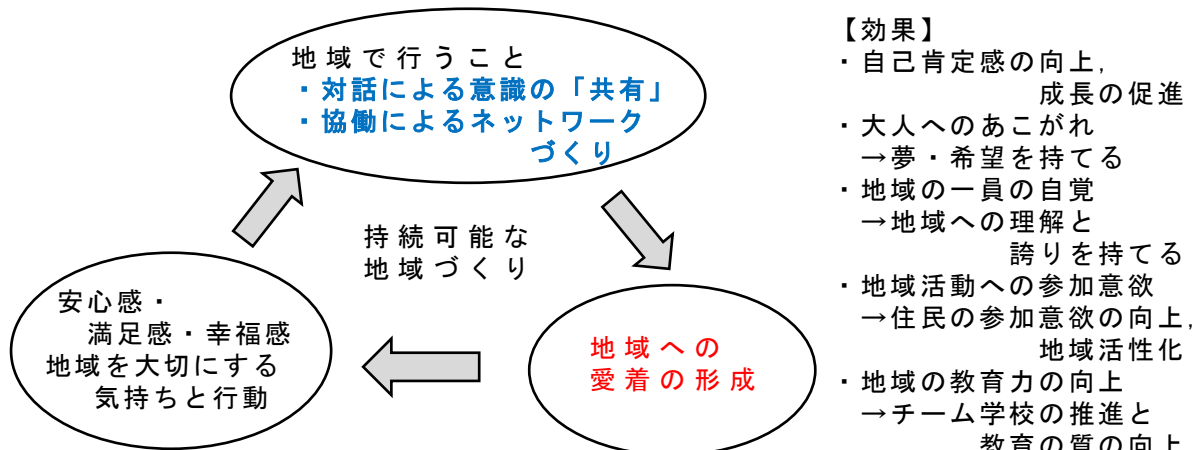 地域で行うこと
・対話による意識の「共有」
・協働によるネットワーク
づくり
持続可能な
地域づくり
安心感・
満足感・幸福感
地域を大切にする
気持ちと行動
地域への
愛着の形成
【効果】
・自己肯定感の向上,
成長の促進
・大人へのあこがれ
→夢・希望を持てる
・地域の一員の自覚
→地域への理解と
誇りを持てる
・地域活動への参加意欲
→住民の参加意欲の向上,
地域活性化
・地域の教育力の向上
→チーム学校の推進と
教育の質の向上